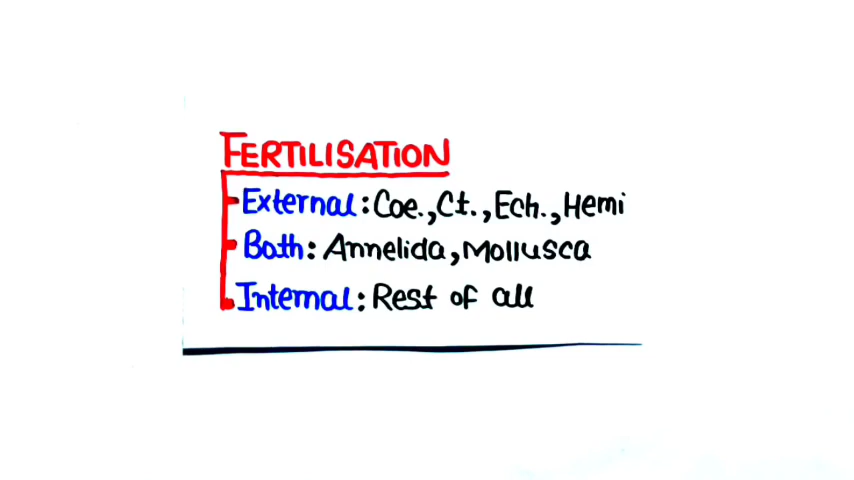 FERTILISATION
External: Coe., Ct., Ech., Hemi
Both: Annelida, Mollusca
Internal: Rest of all